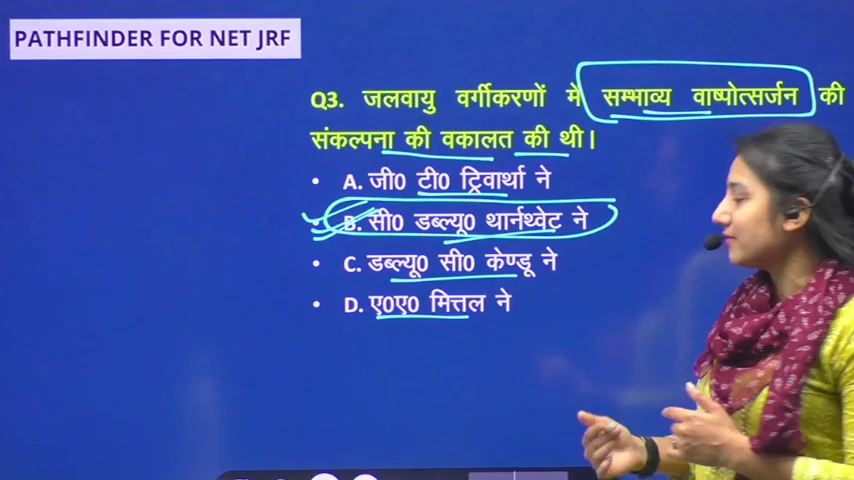 PATHFINDER FOR NET JRF
Q3. जलवायु वर्गीकरणों में सम्भाव्य वाष्पोत्सर्जन की
संकल्पना की वकालत की थी।
• A. जी0 टी0 ट्रिवार्था ने
• B. सी0 डब्ल्यू0 थार्नथ्वेट ने
• C. डब्ल्यू0 सी0 केण्डू ने
• D. ए0ए0 मित्तल ने